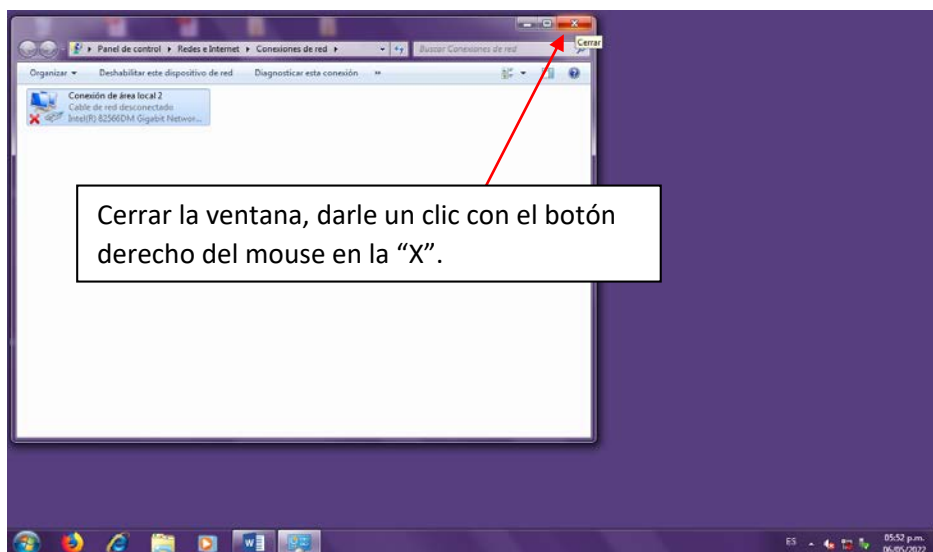 Cerrar
Panel de control ▸ Redes e Internet ▸ Conexiones de red ▸
Buscar Conexiones de red
Organizar
Deshabilitar este dispositivo de red
Diagnosticar esta conexión
»
Conexión de área local 2
Cable de red desconectado
Intel(R) 82566DM Gigabit Networ...
Cerrar la ventana, darle un clic con el botón
derecho del mouse en la “X”.
W
ES
05:52 p.m.
06/05/2022